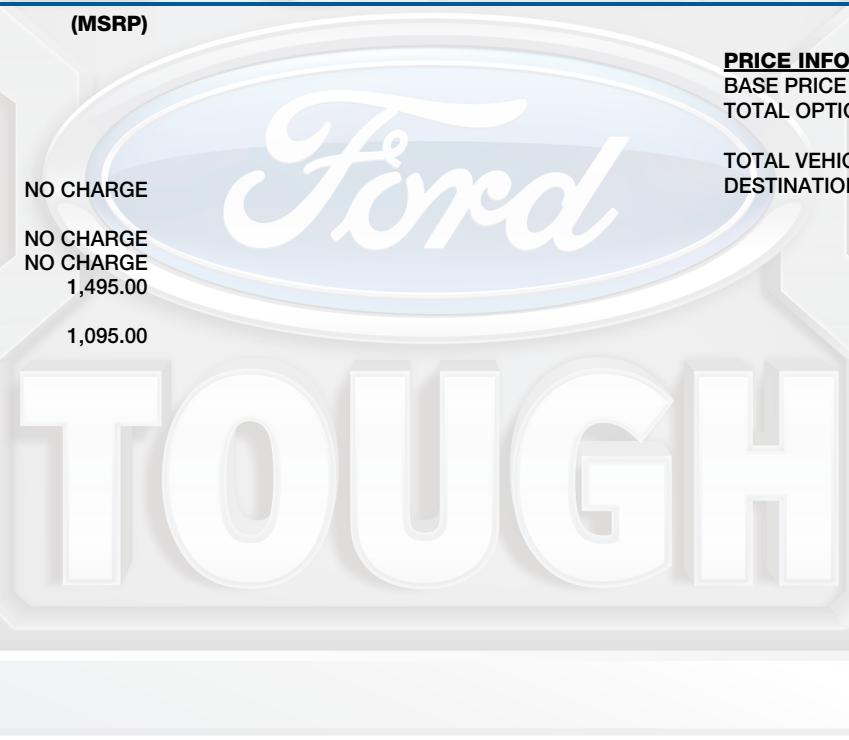 (MSRP)
NO CHARGE
NO CHARGE
NO CHARGE
1,495.00
1,095.00
PRICE INFO
BASE PRICE
TOTAL OPTIO
TOTAL VEHIC
DESTINATION
Ford
TOUGH